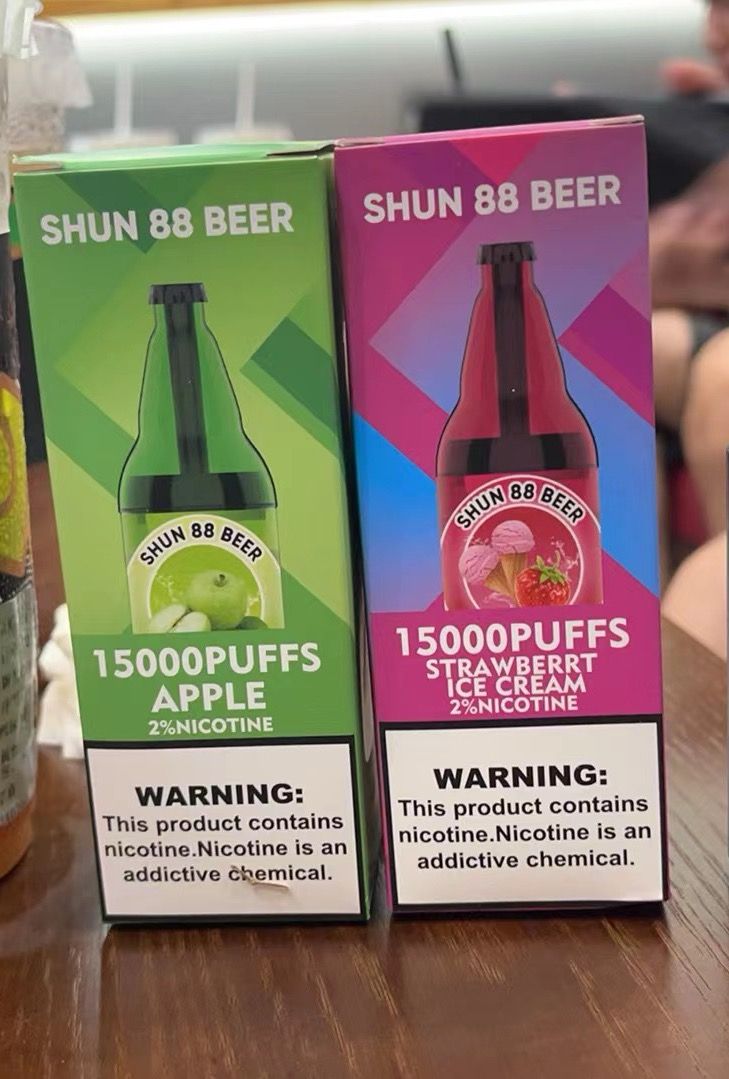 SHUN 88 BEER
SHUN 88 BEER
15000PUFFS
APPLE
2%NICOTINE
WARNING:
This product contains
nicotine.Nicotine is an
addictive chemical.
SHUN 88 BEER
SHUN 88 BEER
15000PUFFS
STRAWBERRT
ICE CREAM
2%NICOTINE
WARNING:
This product contains
nicotine.Nicotine is an
addictive chemical.